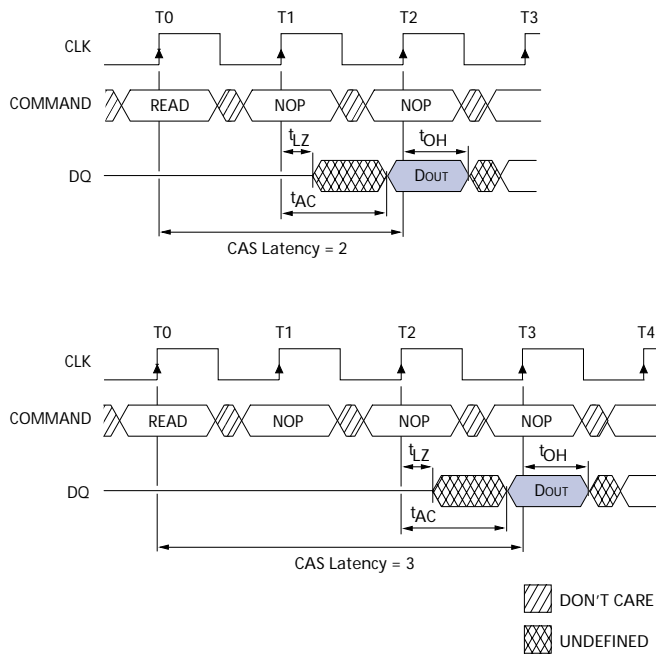 T0 T1 T2 T3
CLK
COMMAND READ NOP NOP
tLZ tOH
DQ DOUT
tAC
CAS Latency = 2
T0 T1 T2 T3 T4
CLK
COMMAND READ NOP NOP NOP
tLZ tOH
DQ DOUT
tAC
CAS Latency = 3
DON'T CARE
UNDEFINED